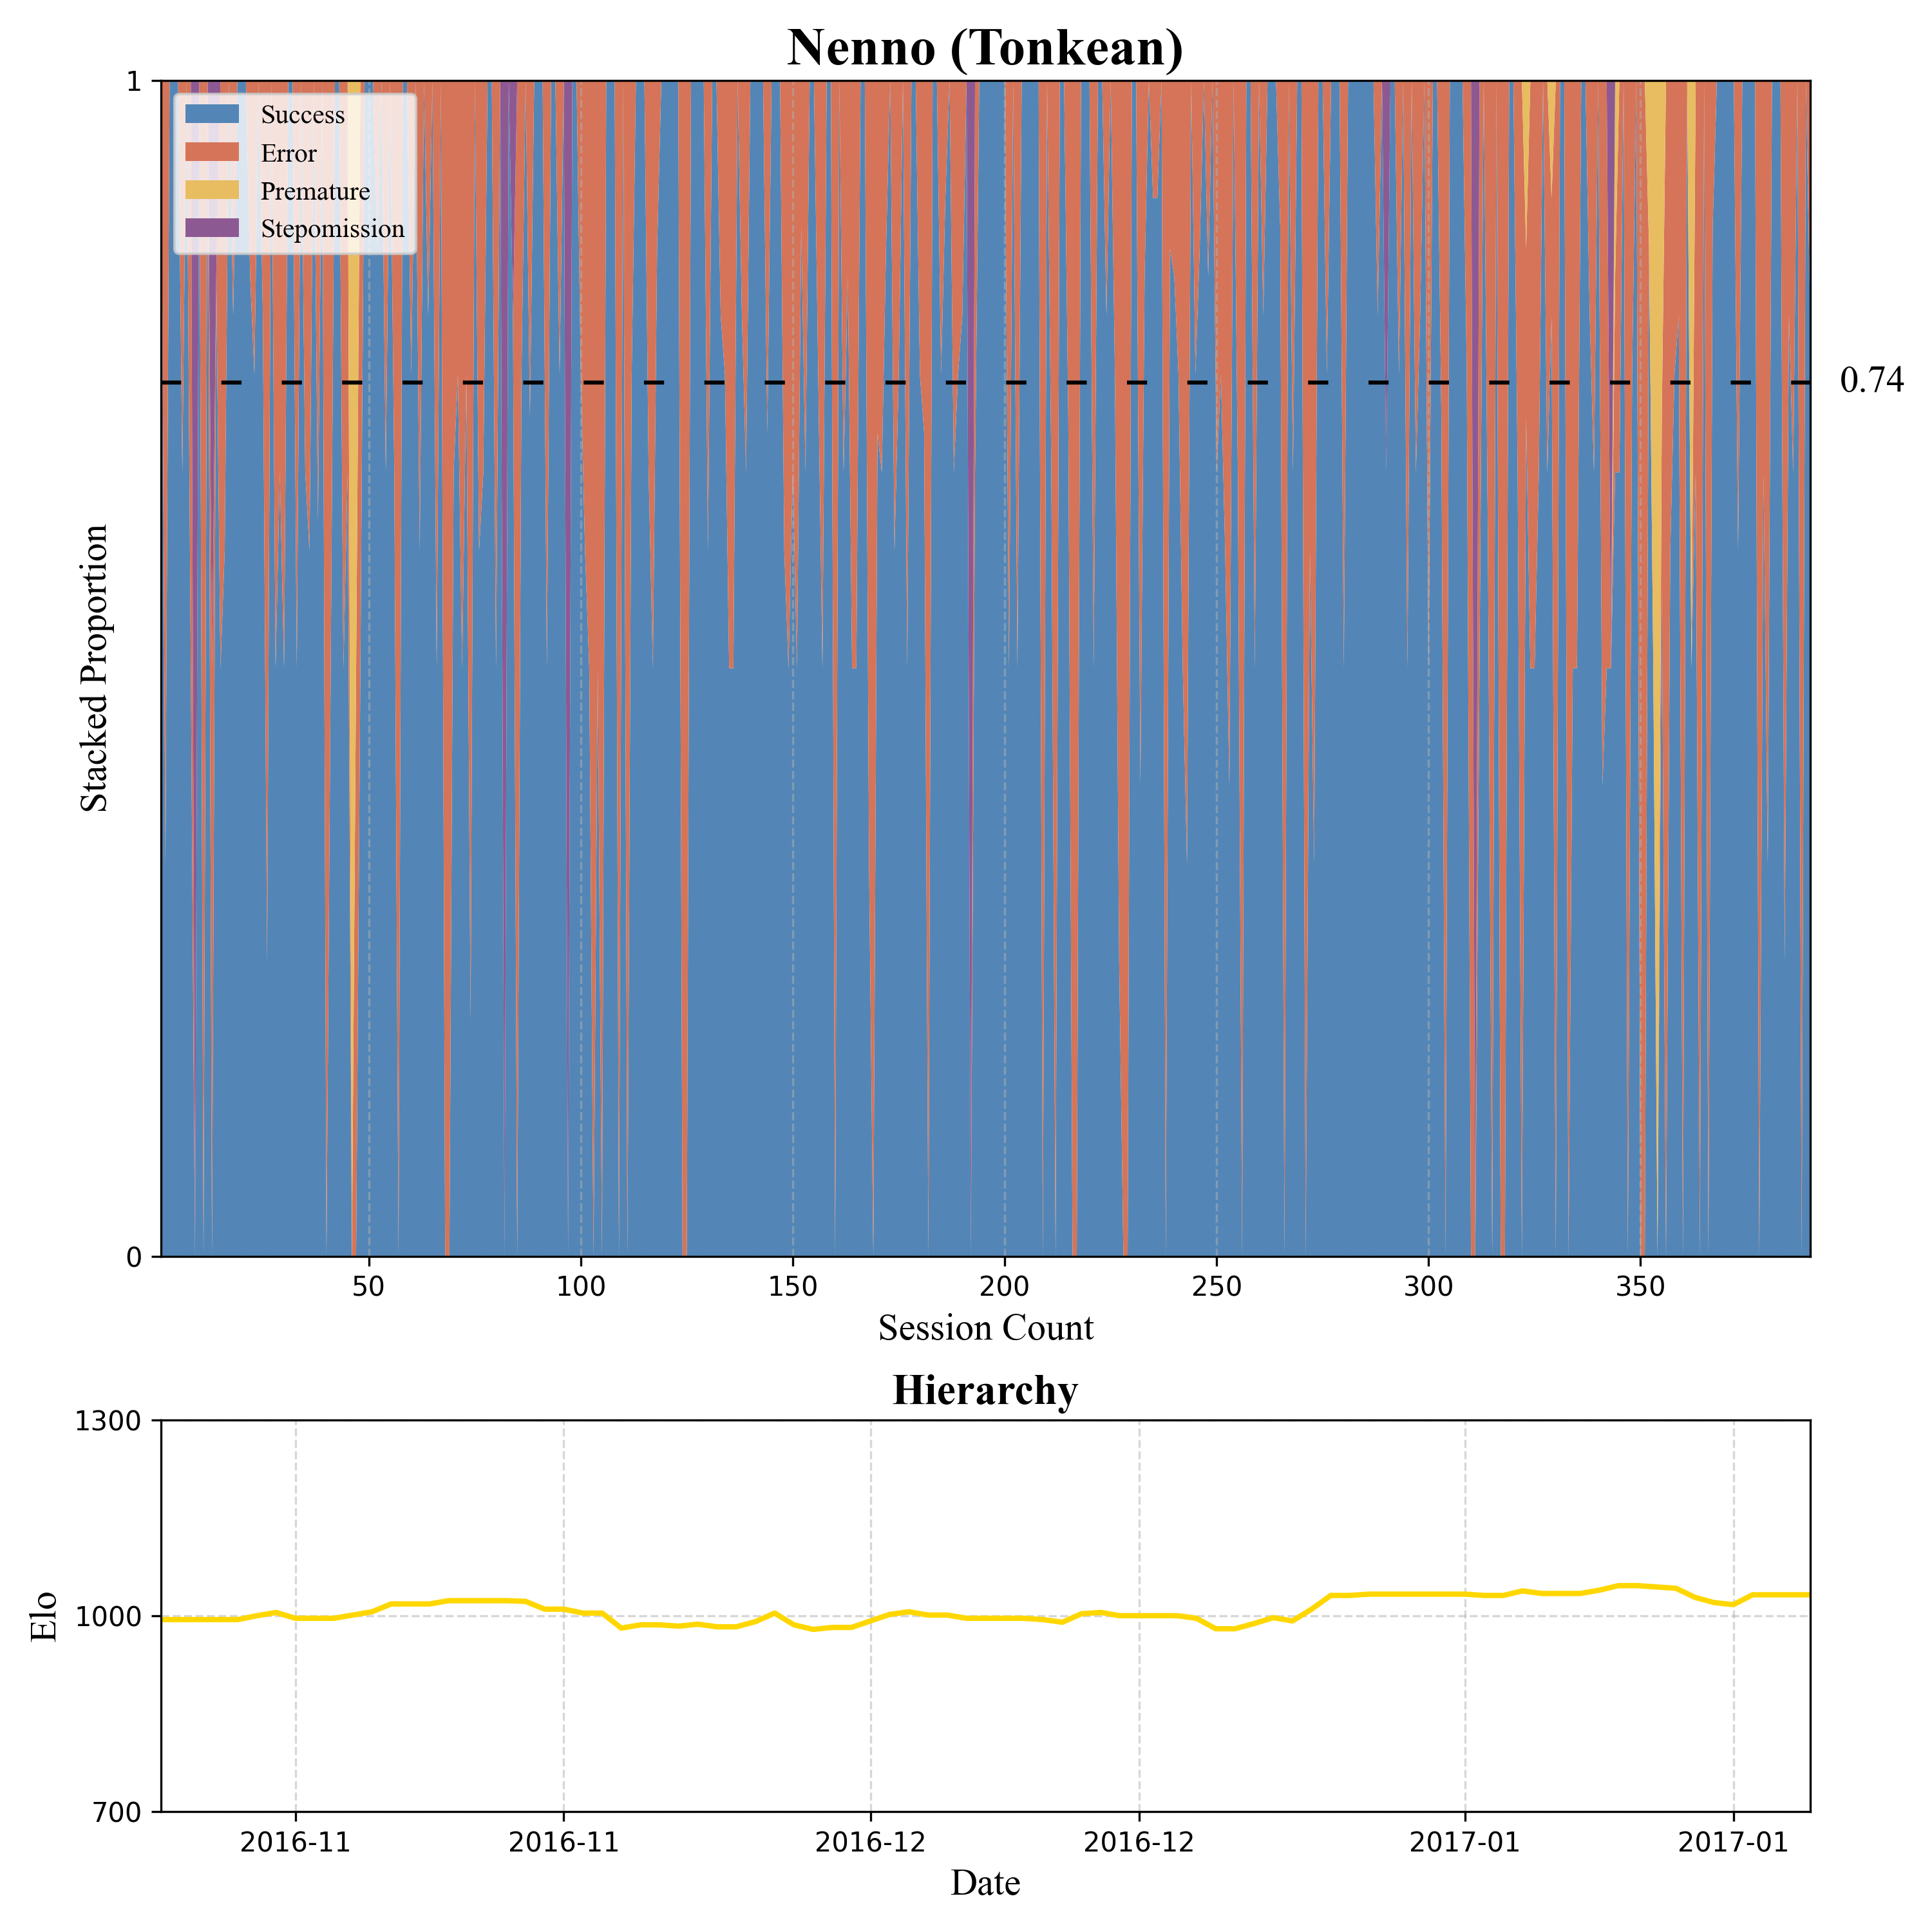 Nenno (Tonkean)
1
Success
Error
Premature
Stepomission
0.74
Stacked Proportion
0
50 100 150 200 250 300 350
Session Count
Hierarchy
1300
1000
700
Elo
2016-11 2016-11 2016-12 2016-12 2017-01 2017-01
Date